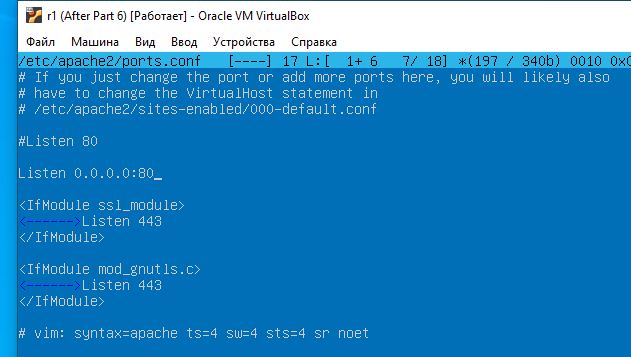 r1 (After Part 6) [Работает] - Oracle VM VirtualBox
Файл Машина Вид Ввод Устройства Справка
/etc/apache2/ports.conf [----] 17 L:[ 1+ 6 7/ 18] *(197 / 340b) 0010 0x0
# If you just change the port or add more ports here, you will likely also
# have to change the VirtualHost statement in
# /etc/apache2/sites-enabled/000-default.conf
#Listen 80
Listen 0.0.0.0:80_
<IfModule ssl_module>
<------>Listen 443
</IfModule>
<IfModule mod_gnutls.c>
<------>Listen 443
</IfModule>
# vim: syntax=apache ts=4 sw=4 sts=4 sr noet